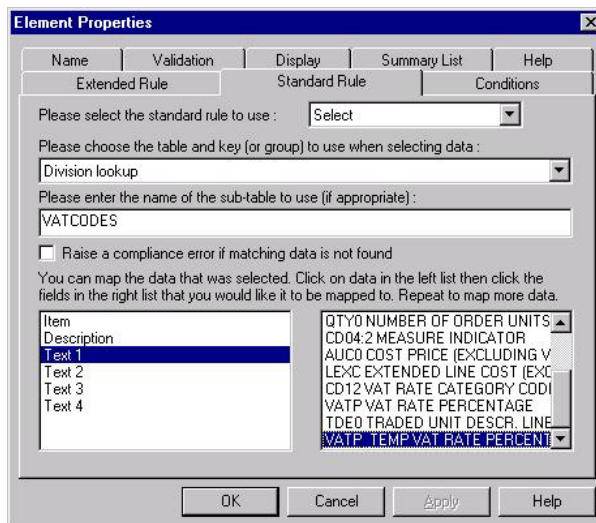 Element Properties
Name Validation Display Summary List Help
Extended Rule Standard Rule Conditions
Please select the standard rule to use : Select
Please choose the table and key (or group) to use when selecting data :
Division lookup
Please enter the name of the sub-table to use (if appropriate) :
VATCODES
Raise a compliance error if matching data is not found
You can map the data that was selected. Click on data in the left list then click the
fields in the right list that you would like it to be mapped to. Repeat to map more data.
Item
Description
Text 1
Text 2
Text 3
Text 4
QTY0 NUMBER OF ORDER UNITS
CD04:2 MEASURE INDICATOR
AUC0 COST PRICE (EXCLUDING V
LEXC EXTENDED LINE COST (EXC
CD12 VAT RATE CATEGORY CODI
VATP VAT RATE PERCENTAGE
TDE0 TRADED UNIT DESCR. LINE
VATP_TEMP VAT RATE PERCENT
OK Cancel Apply Help